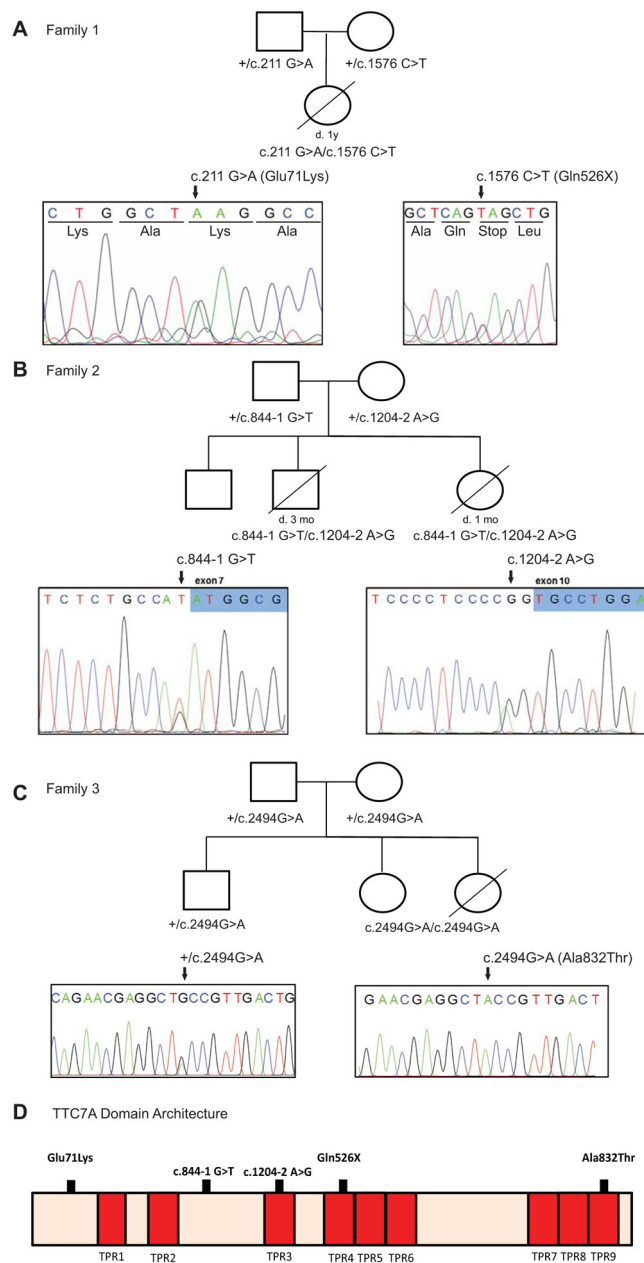 A Family 1
+/c.211 G>A +/c.1576 C>T
d. 1y
c.211 G>A/c.1576 C>T
c.211 G>A (Glu71Lys) c.1576 C>T (Gln526X)
C T G G C T A A G G C C
Lys Ala Lys Ala
GCTCAGTAGCTG
Ala Gln Stop Leu
B Family 2
+/c.844-1 G>T +/c.1204-2 A>G
d. 3 mo d. 1 mo
c.844-1 G>T/c.1204-2 A>G c.844-1 G>T/c.1204-2 A>G
c.844-1 G>T c.1204-2 A>G
exon 7 exon 10
T C T C T G C C A T A T G G C G T C C C C T C C C C G G T G C C T G G A
C Family 3
+/c.2494G>A +/c.2494G>A
+/c.2494G>A c.2494G>A/c.2494G>A
+/c.2494G>A c.2494G>A (Ala832Thr)
CAGAACGAGGCTGCCGTTGACTG GAACGAGGCTACCGTTGACT
D TTC7A Domain Architecture
Glu71Lys c.844-1 G>T c.1204-2 A>G Gln526X Ala832Thr
TPR1 TPR2 TPR3 TPR4 TPR5 TPR6 TPR7 TPR8 TPR9